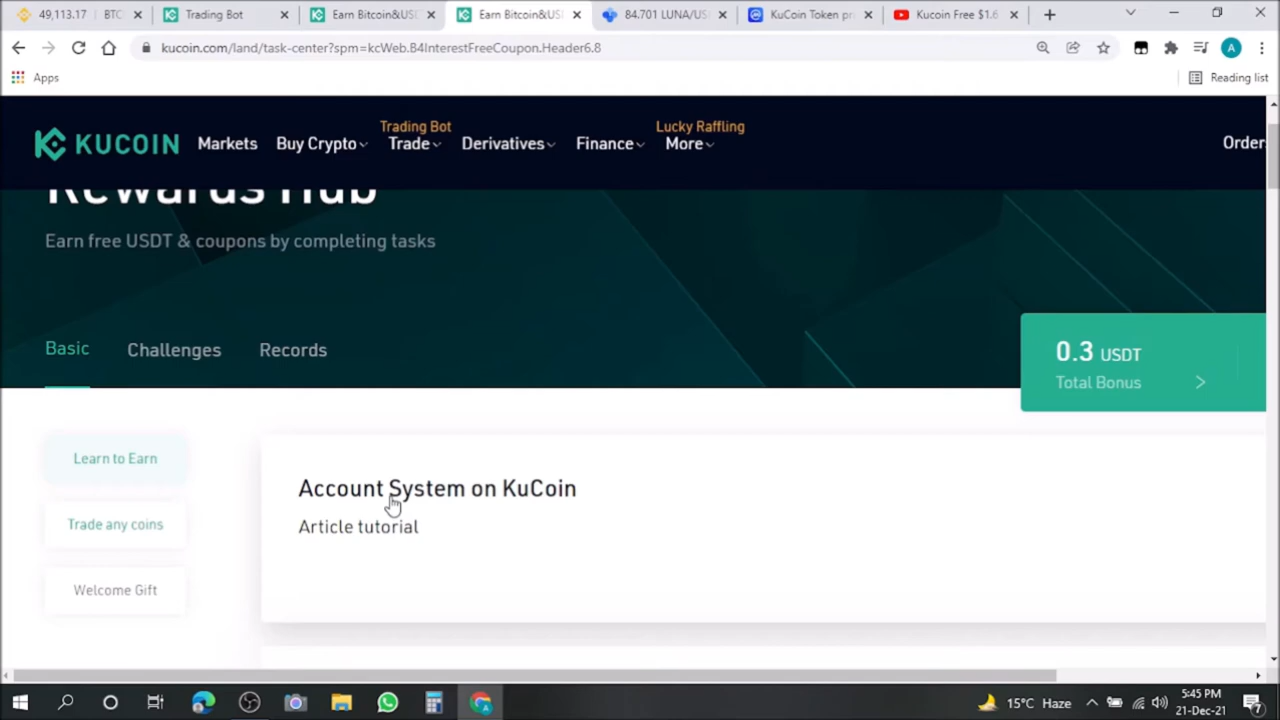 49,113.17 | BTC
Trading Bot
Earn Bitcoin&USD
Earn Bitcoin&USD
84.701 LUNA/US
KuCoin Token pr
Kucoin Free $1.6
kucoin.com/land/task-center?spm=kcWeb.B4InterestFreeCoupon.Header6.8
A
Apps
Reading list
Trading Bot
Lucky Raffling
KUCOIN
Markets
Buy Crypto
Trade
Derivatives
Finance
More
Order
Rewards Hub
Earn free USDT & coupons by completing tasks
Basic
Challenges
Records
0.3 USDT
Total Bonus
Learn to Earn
Trade any coins
Welcome Gift
Account System on KuCoin
Article tutorial
15°C Haze
5:45 PM
21-Dec-21
7